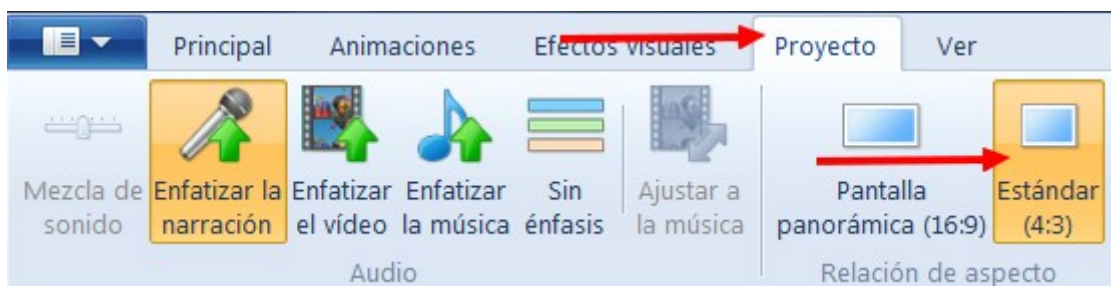 Principal Animaciones Efectos visuales Proyecto Ver
Mezcla de Enfatizar la Enfatizar Enfatizar Sin Ajustar a Pantalla Estándar
sonido narración el vídeo la música énfasis la música panorámica (16:9) (4:3)
Audio Relación de aspecto